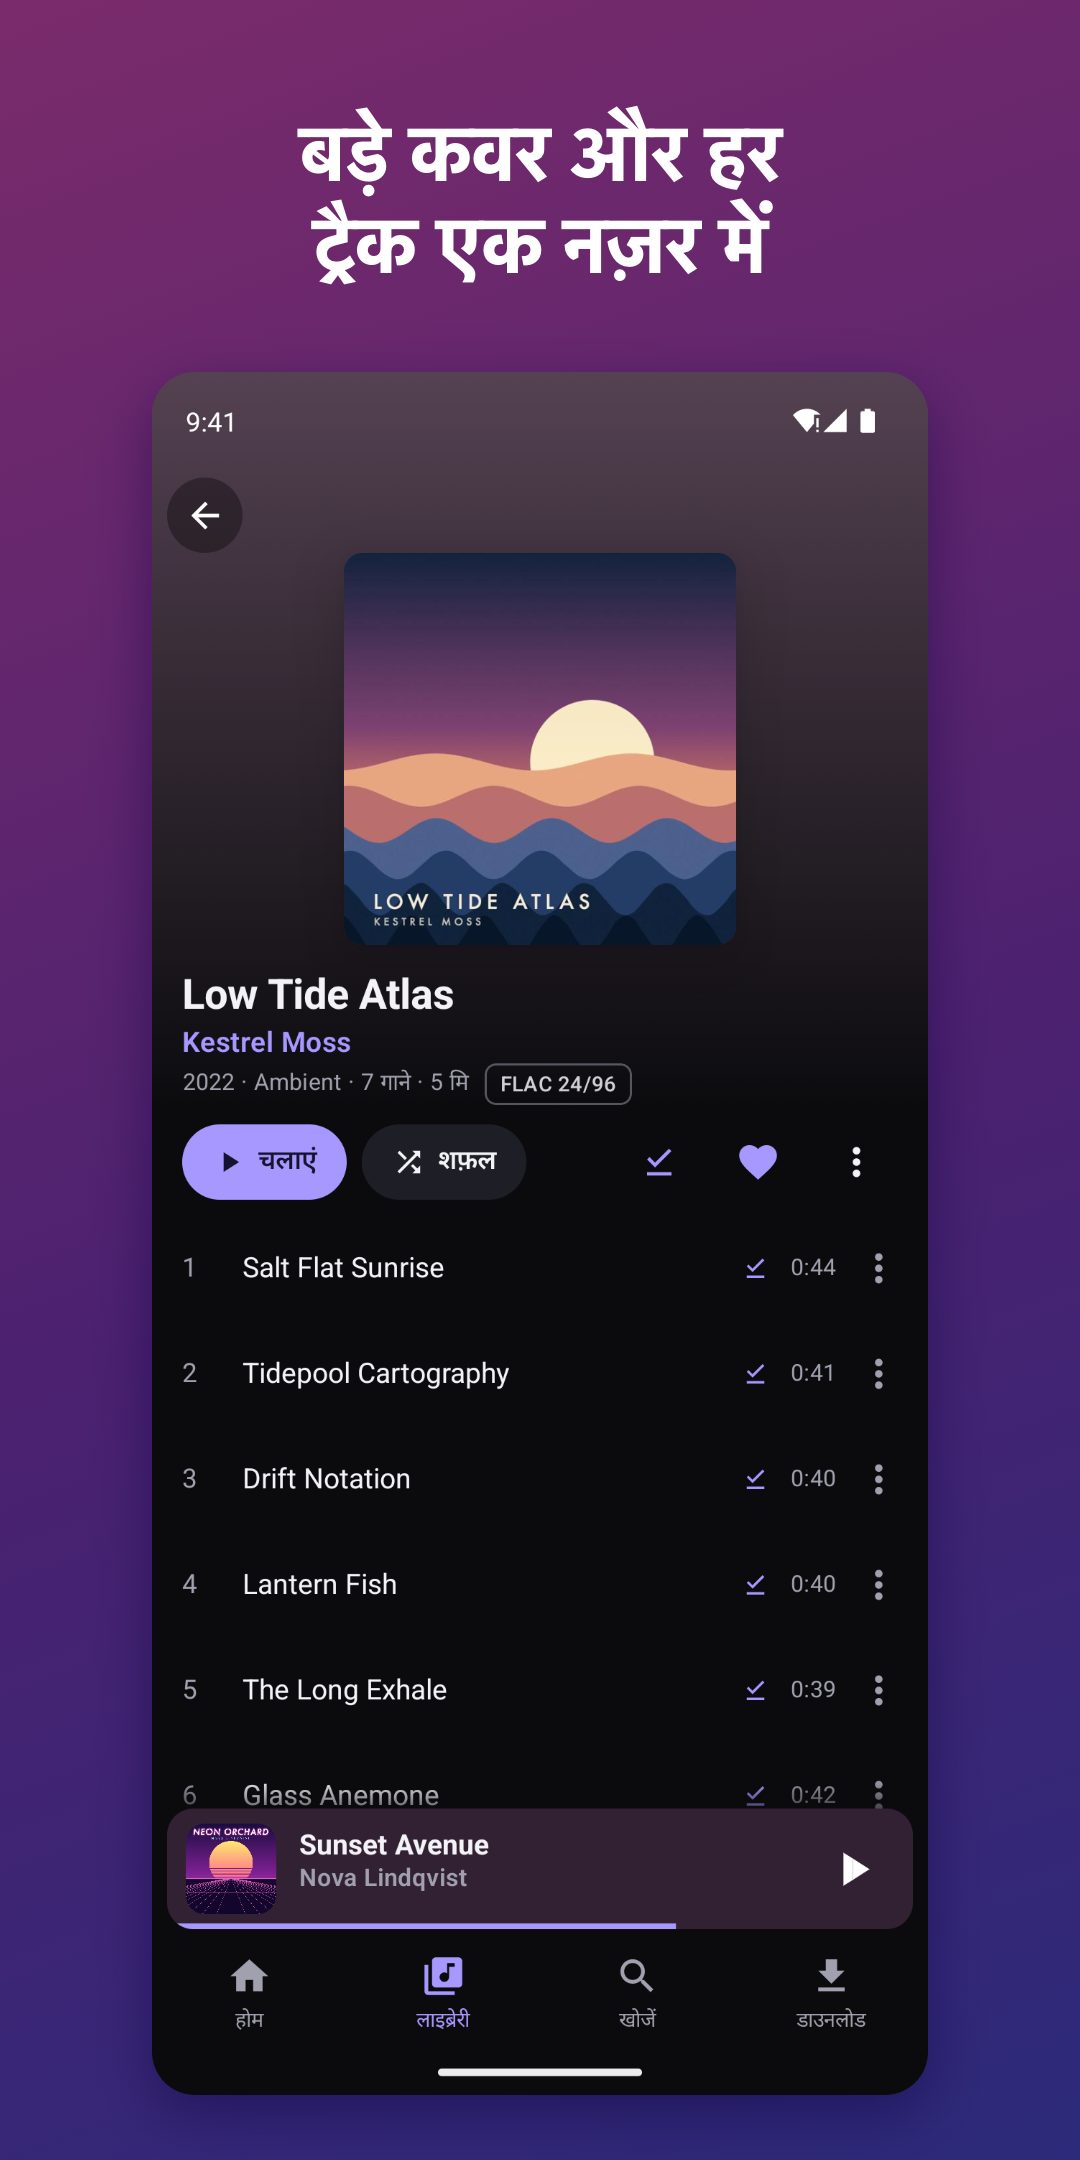 बड़े कवर और हर
ट्रैक एक नज़र में
9:41
LOW TIDE ATLAS
KESTREL MOSS
Low Tide Atlas
Kestrel Moss
2022 · Ambient · 7 गाने · 5 मि FLAC 24/96
चलाएं शफ़ल
1 Salt Flat Sunrise 0:44
2 Tidepool Cartography 0:41
3 Drift Notation 0:40
4 Lantern Fish 0:40
5 The Long Exhale 0:39
6 Glass Anemone 0:42
NEON ORCHARD
Sunset Avenue
Nova Lindqvist
होम लाइब्रेरी खोजें डाउनलोड